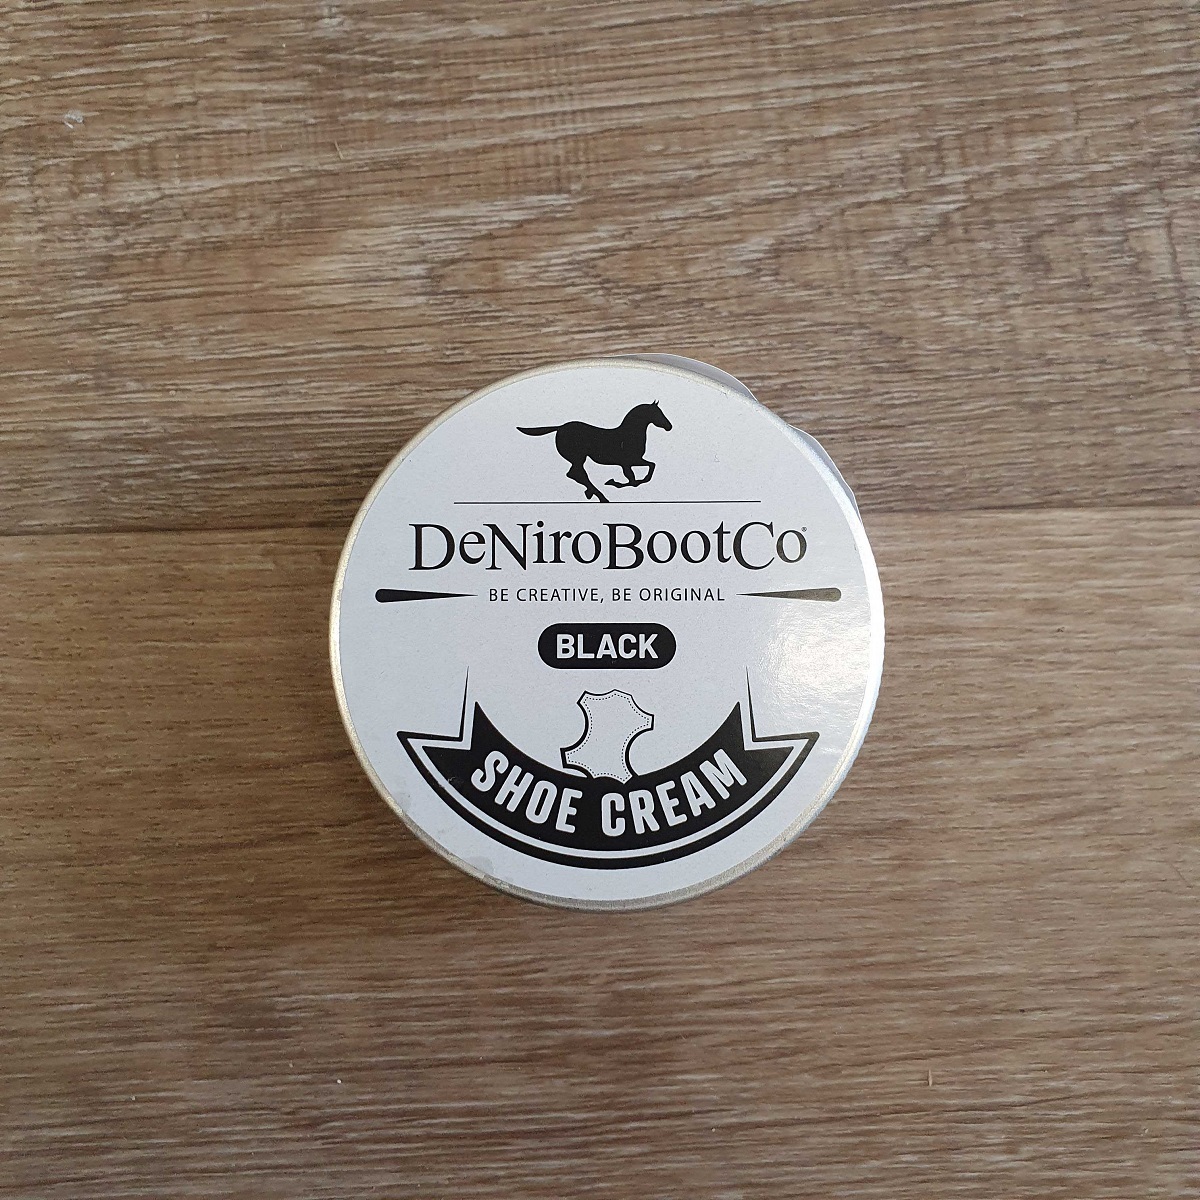 DeNiroBootCo®
BE CREATIVE, BE ORIGINAL
BLACK
SHOE CREAM